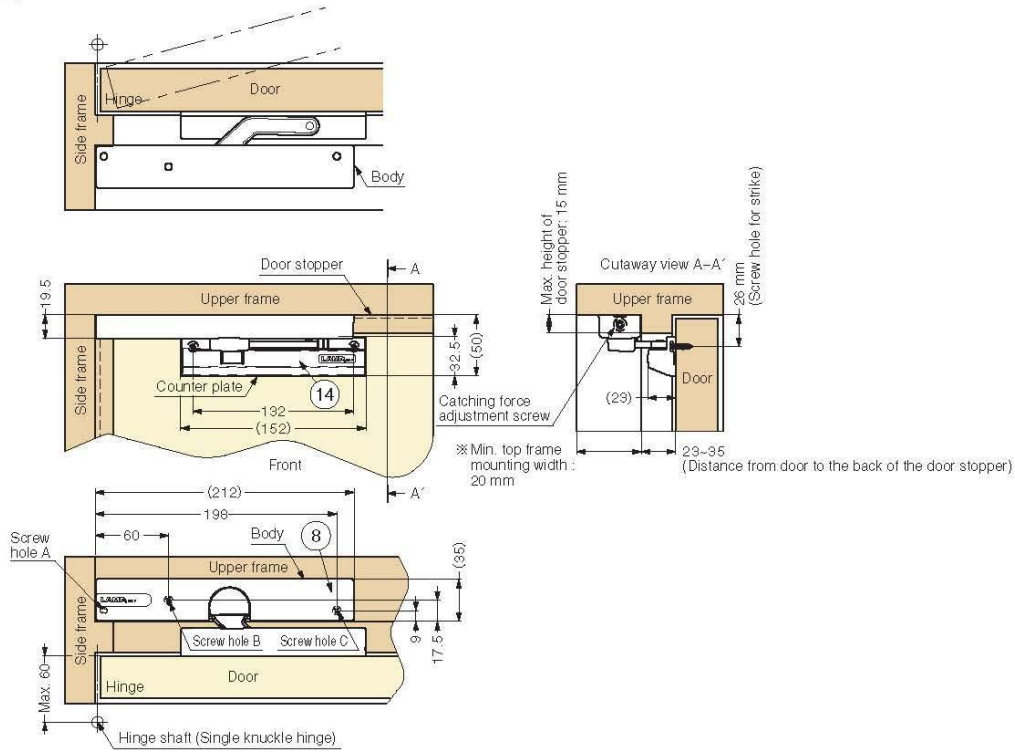 Side frame
Hinge
Door
Body
Door stopper
A
Upper frame
19.5
Side frame
32.5
(50)
LAMP
Counter plate
14
132
(152)
Front
A´
Max. height of
door stopper: 15 mm
Cutaway view A–A´
26 mm
(Screw hole for strike)
Upper frame
Door
(23)
Catching force
adjustment screw
※ Min. top frame
mounting width :
20 mm
23~35
(Distance from door to the back of the door stopper)
(212)
198
60
Body
8
Screw
hole A
Upper frame
(35)
LAMP
Side frame
Screw hole B
Screw hole C
9
17.5
Max. 60
Hinge
Door
Hinge shaft (Single knuckle hinge)